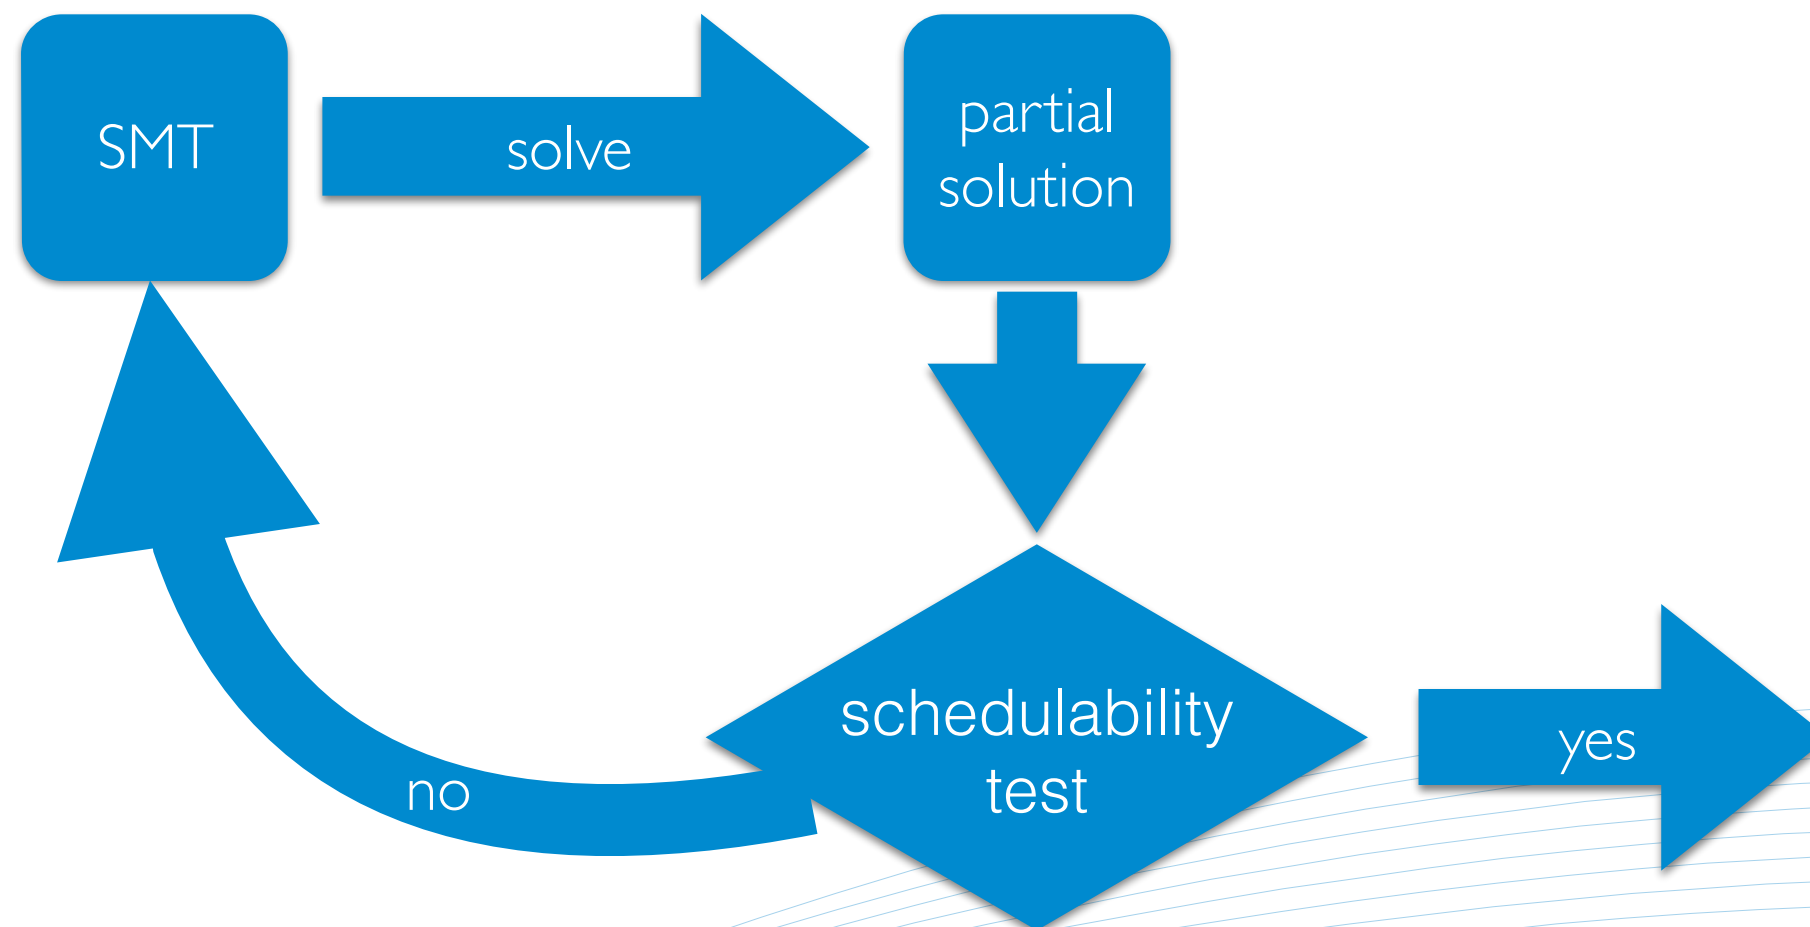 SMT
solve
partial
solution
schedulability
test
yes
no